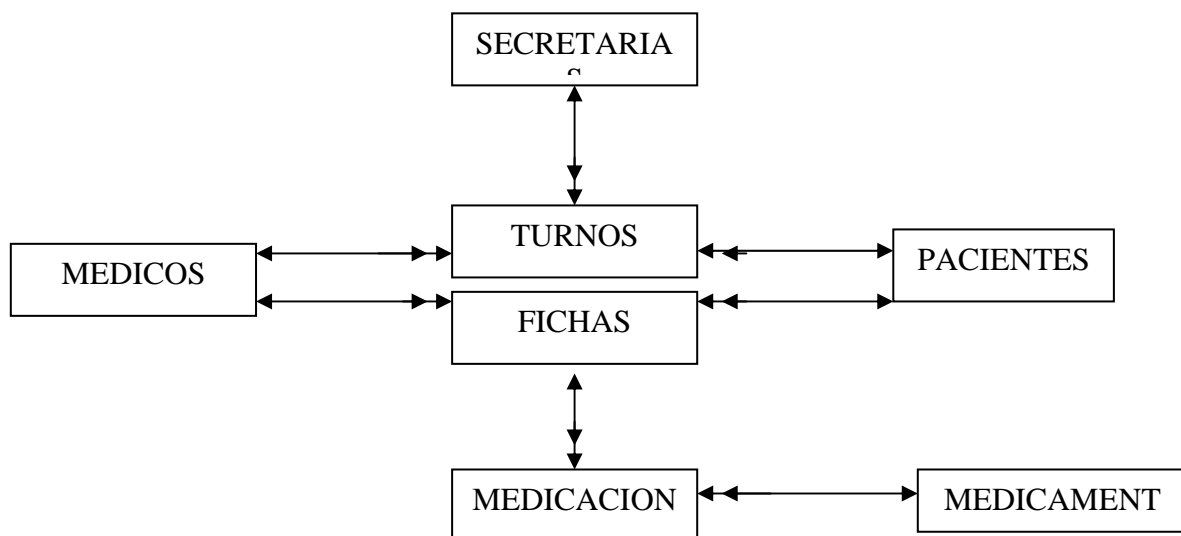 SECRETARIA
S
TURNOS
MEDICOS
PACIENTES
FICHAS
MEDICACION
MEDICAMENT